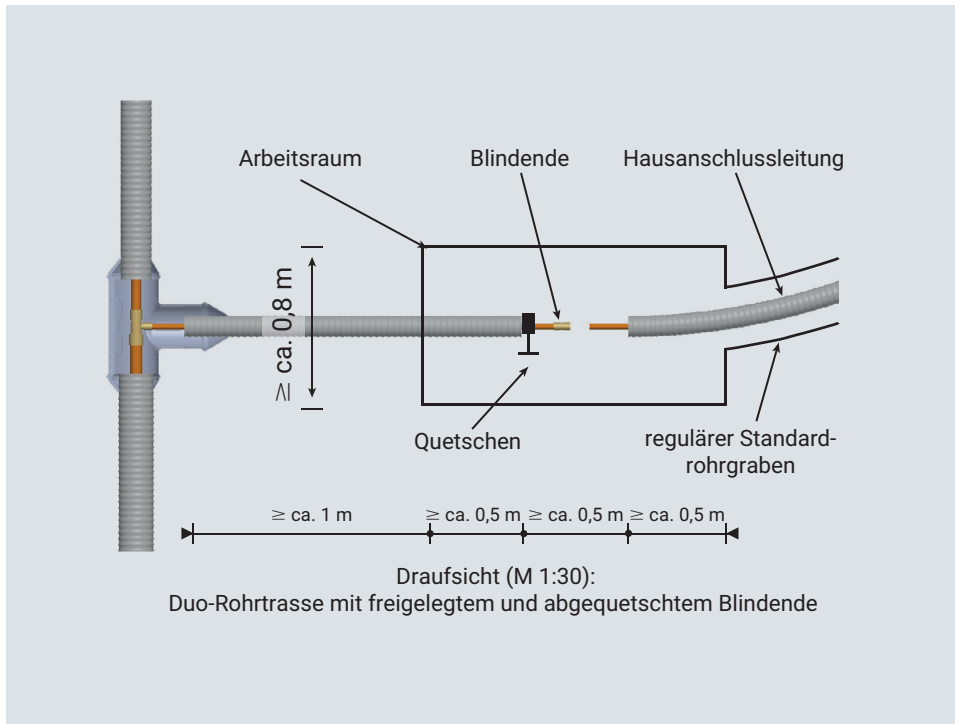 Arbeitsraum
Blindende
Hausanschlussleitung
≥ ca. 0,8 m
Quetschen
regulärer Standard-
rohrgraben
≥ ca. 1 m
≥ ca. 0,5 m
≥ ca. 0,5 m
≥ ca. 0,5 m
Draufsicht (M 1:30):
Duo-Rohrtrasse mit freigelegtem und abgequetschtem Blindende